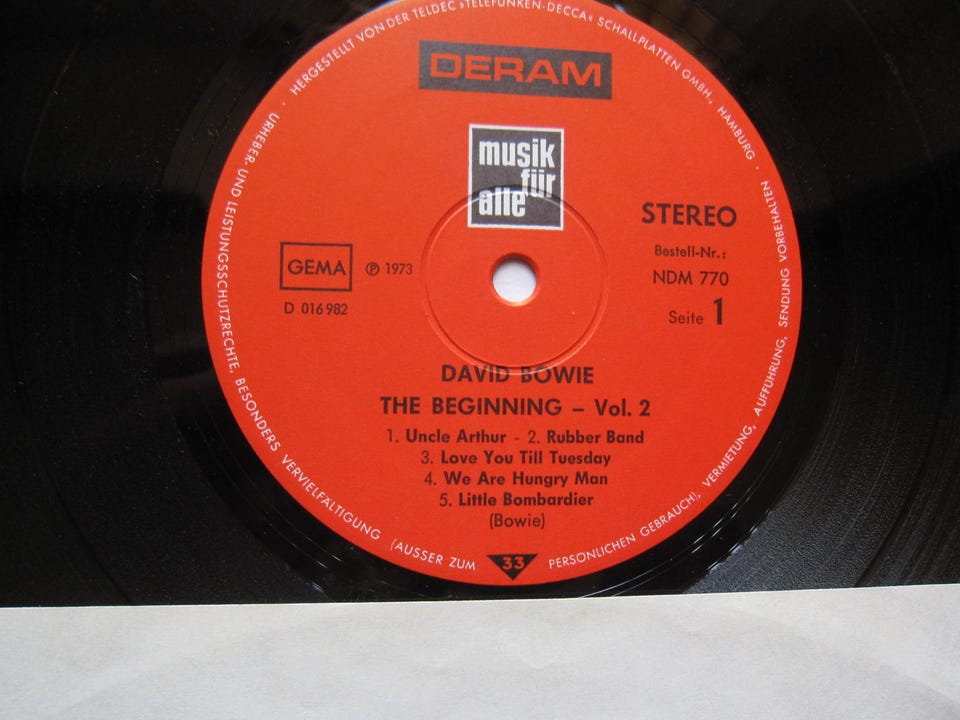 URHEBER- UND LEISTUNGSSCHUTZRECHTE, BESONDERS VERVIELFALTIGUNG (AUSSER ZUM PERSONLICHEN GEBRAUCH), VERMIETUNG, AUFFÜHRUNG, SENDUNG VORBEHALTEN · HERGESTELLT VON DER TELDEC »TELEFUNKEN-DECCA« SCHALLPLATTEN GMBH., HAMBURG ·
DERAM
musik
für
alle
STEREO
Bestell-Nr.:
NDM 770
Seite 1
GEMA ℗ 1973
D 016 982
DAVID BOWIE
THE BEGINNING – Vol. 2
1. Uncle Arthur - 2. Rubber Band
3. Love You Till Tuesday
4. We Are Hungry Man
5. Little Bombardier
(Bowie)
33